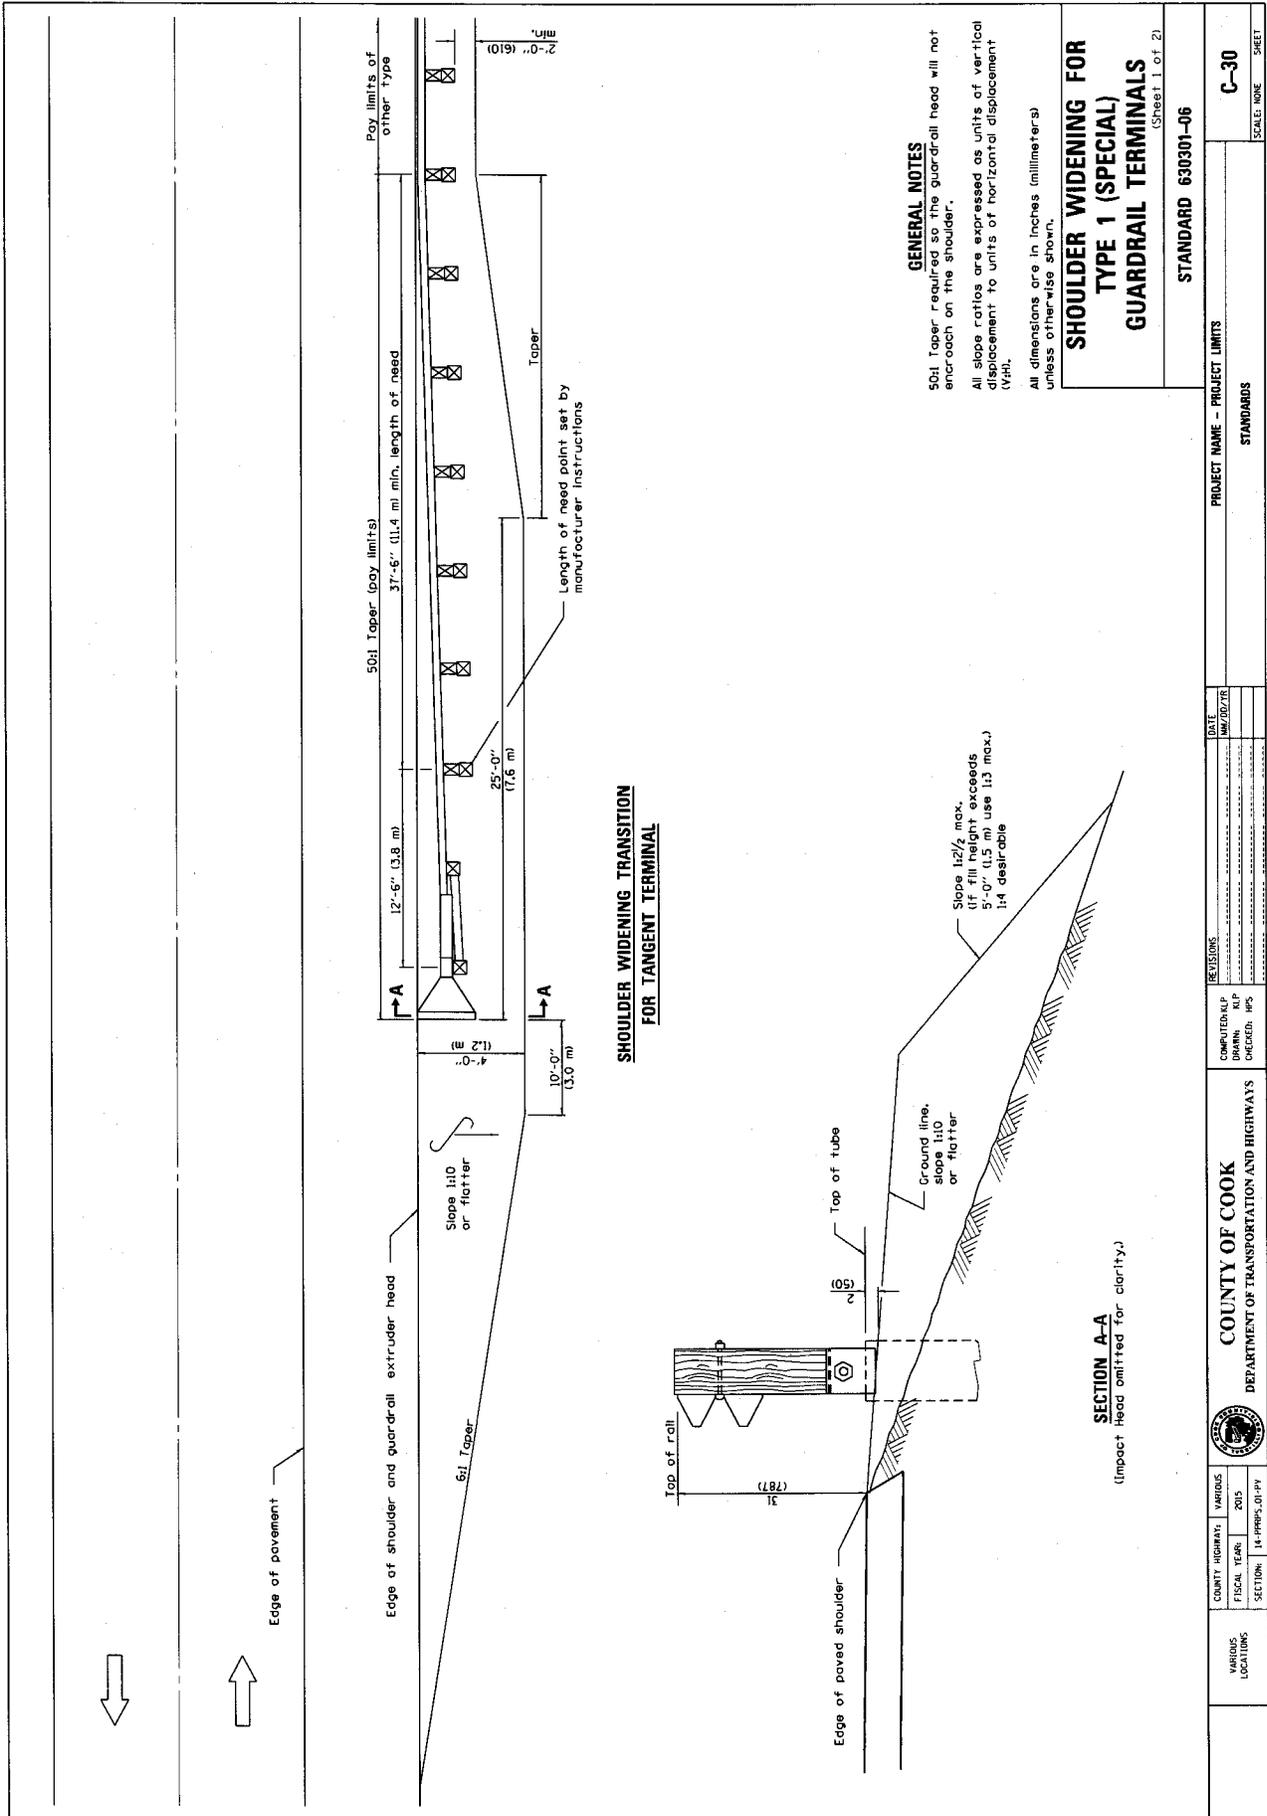 Edge of pavement
Edge of shoulder and guardrail extruder head
6:1 Taper
Slope 1:10
or flatter
4'-0"
(1.2 m)
10'-0"
(3.0 m)
A
A
12'-6" (3.8 m)
50:1 Taper (pay limits)
37'-6" (11.4 m) min. length of need
25'-0"
(7.6 m)
Length of need point set by
manufacturer instructions
Taper
Pay limits of
other type
2'-0" (610)
min.
SHOULDER WIDENING TRANSITION
FOR TANGENT TERMINAL
Edge of paved shoulder
Top of rail
31
(787)
2
(50)
Top of tube
Ground line,
slope 1:10
or flatter
Slope 1:2 1/2 max.
(If fill height exceeds
5'-0" (1.5 m) use 1:3 max.)
1:4 desirable
SECTION A-A
(Impact Head omitted for clarity.)
GENERAL NOTES
50:1 Taper required so the guardrail head will not
encroach on the shoulder.
All slope ratios are expressed as units of vertical
displacement to units of horizontal displacement
(V:H).
All dimensions are in inches (millimeters)
unless otherwise shown.
SHOULDER WIDENING FOR
TYPE 1 (SPECIAL)
GUARDRAIL TERMINALS
(Sheet 1 of 2)
STANDARD 630301-06
VARIOUS
LOCATIONS
COUNTY HIGHWAY: VARIOUS
FISCAL YEAR: 2015
SECTION: 14-PPRPS-01-PV
COUNTY OF COOK
DEPARTMENT OF TRANSPORTATION AND HIGHWAYS
COMPUTED: KLP
DRAWN: KLP
CHECKED: HPS
REVISIONS
DATE
MM/DD/YR
PROJECT NAME - PROJECT LIMITS
STANDARDS
C-30
SCALE: NONE
SHEET